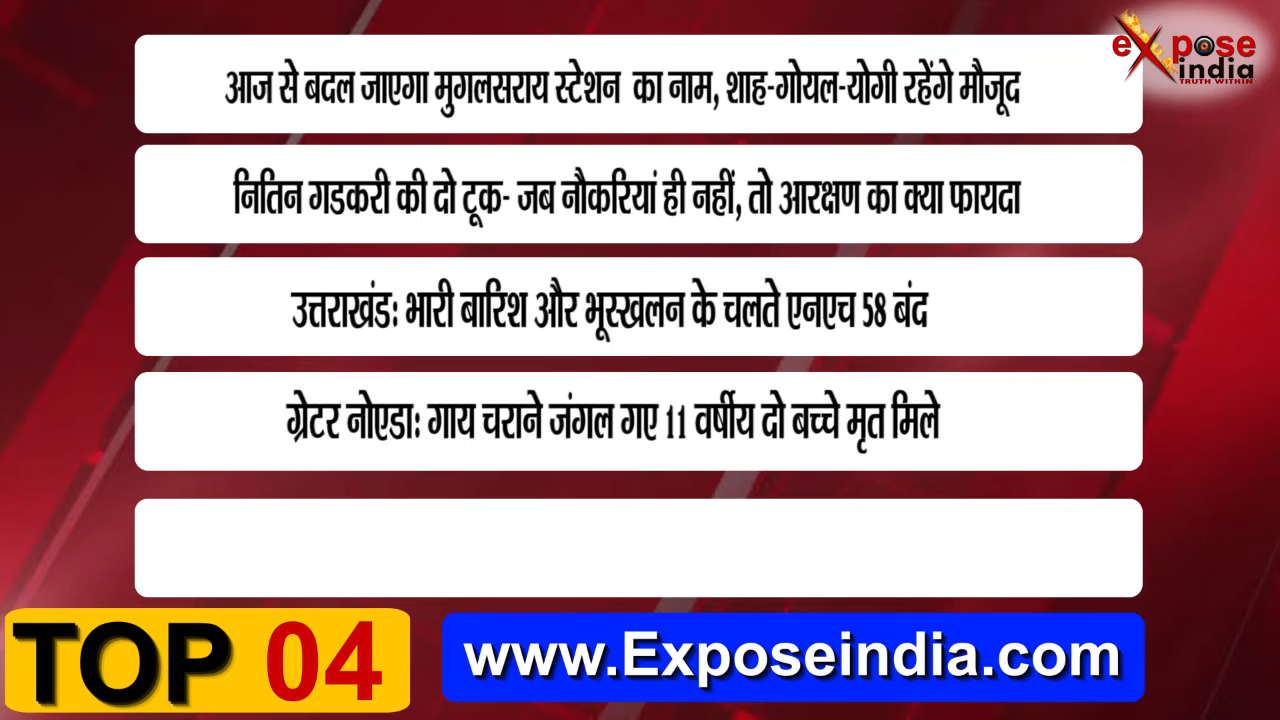 expose
india
TRUTH WITHIN
आज से बदल जाएगा मुगलसराय स्टेशन का नाम, शाह-गोयल-योगी रहेंगे मौजूद
नितिन गडकरी की दो टूक- जब नौकरियां ही नहीं, तो आरक्षण का क्या फायदा
उत्तराखंड: भारी बारिश और भूस्खलन के चलते एनएच 58 बंद
ग्रेटर नोएडा: गाय चराने जंगल गए 11 वर्षीय दो बच्चे मृत मिले
TOP 04
www.Exposeindia.com